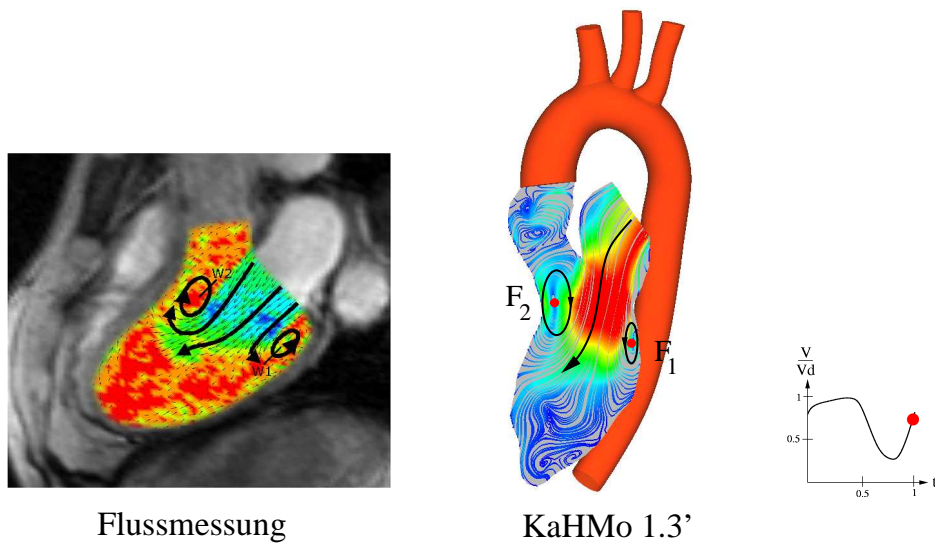 W2
W1
Flussmessung
F2
F1
KaHMo 1.3’
V
Vd
1
0.5
0.5
1
t